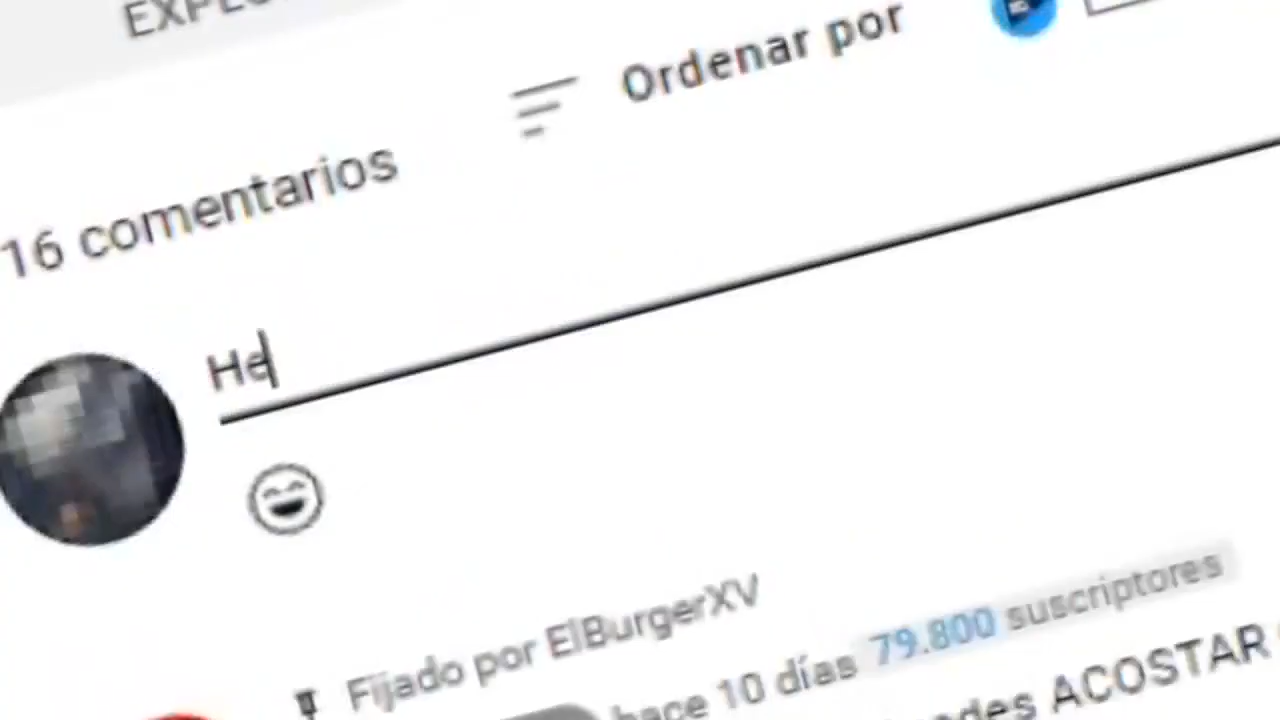 Ordenar por
16 comentarios
He
Fijado por ElBurgerXV
hace 10 días 79.800 suscriptores
ACOSTAR